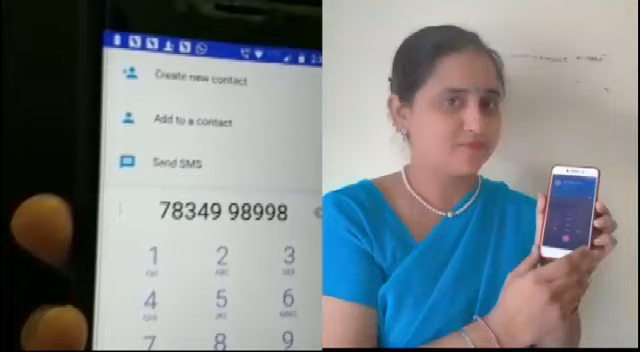 Create new contact
Add to a contact
Send SMS
78349 98998
1 2 3
ABC DEF
4 5 6
GHI JKL MNO
7 8 9